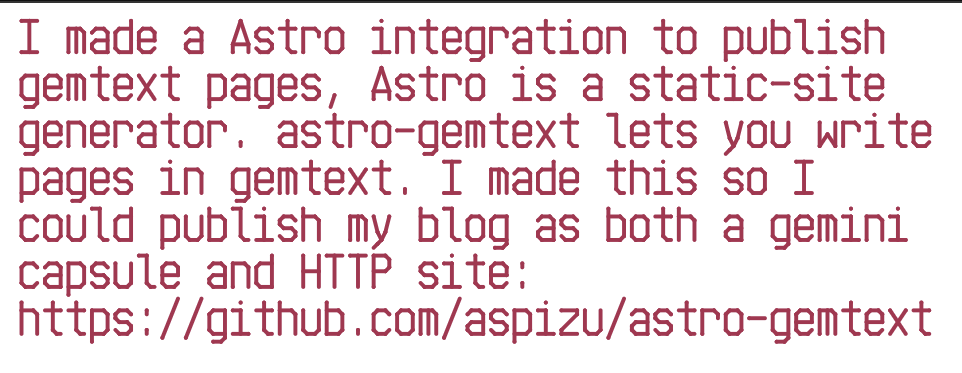 I made a Astro integration to publish
gemtext pages, Astro is a static-site
generator. astro-gemtext lets you write
pages in gemtext. I made this so I
could publish my blog as both a gemini
capsule and HTTP site:
https://github.com/aspizu/astro-gemtext